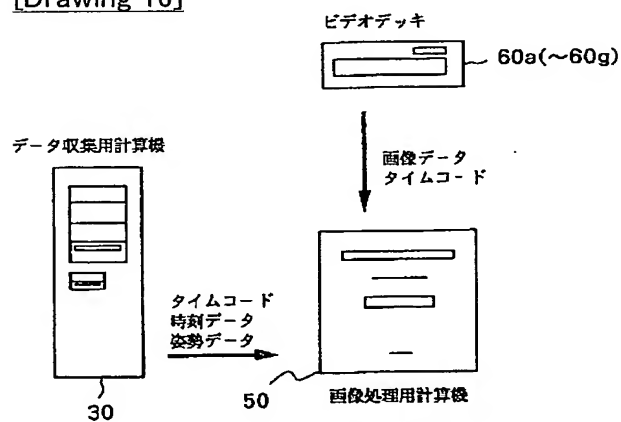 [Drawing 10]
ビデオデッキ
60a(~60g)
データ収集用計算機
画像データ
タイムコード
タイムコード
時刻データ
姿勢データ
30
50
画像処理用計算機